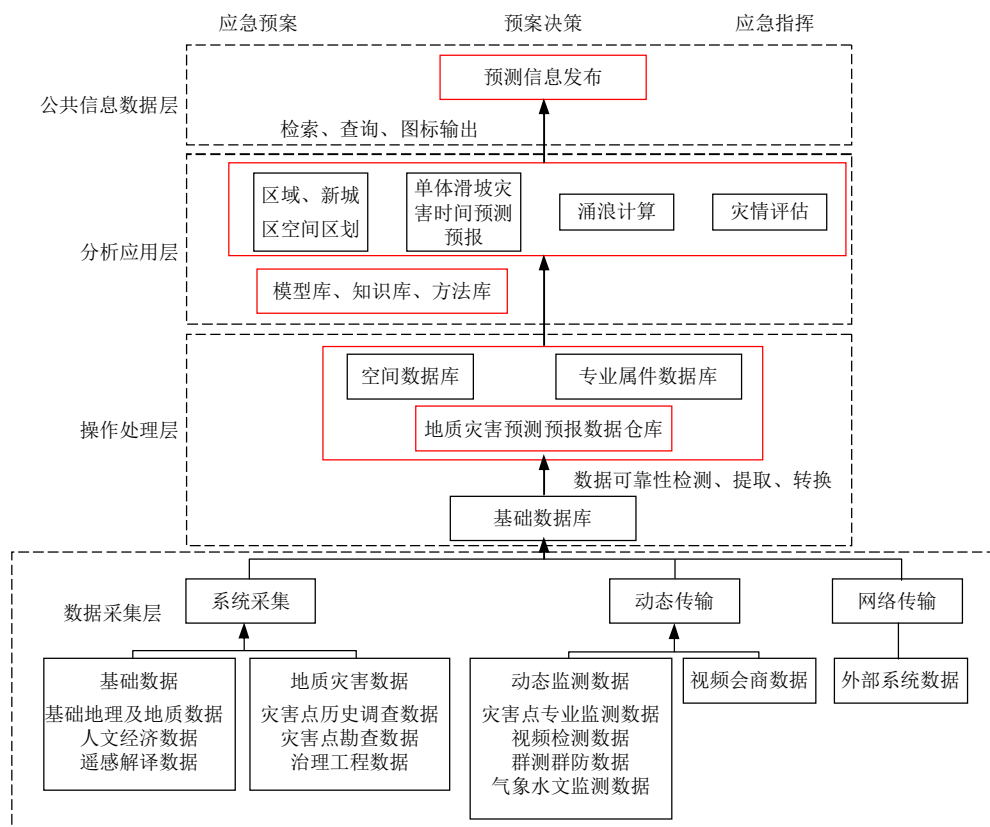 应急预案
预案决策
应急指挥
预测信息发布
公共信息数据层
检索、查询、图标输出
区域、新城
区空间区划
单体滑坡灾
害时间预测
预报
涌浪计算
灾情评估
分析应用层
模型库、知识库、方法库
空间数据库
专业属件数据库
操作处理层
地质灾害预测预报数据仓库
数据可靠性检测、提取、转换
基础数据库
数据采集层
系统采集
动态传输
网络传输
基础数据
基础地理及地质数据
人文经济数据
遥感解译数据
地质灾害数据
灾害点历史调查数据
灾害点勘查数据
治理工程数据
动态监测数据
灾害点专业监测数据
视频检测数据
群测群防数据
气象水文监测数据
视频会商数据
外部系统数据